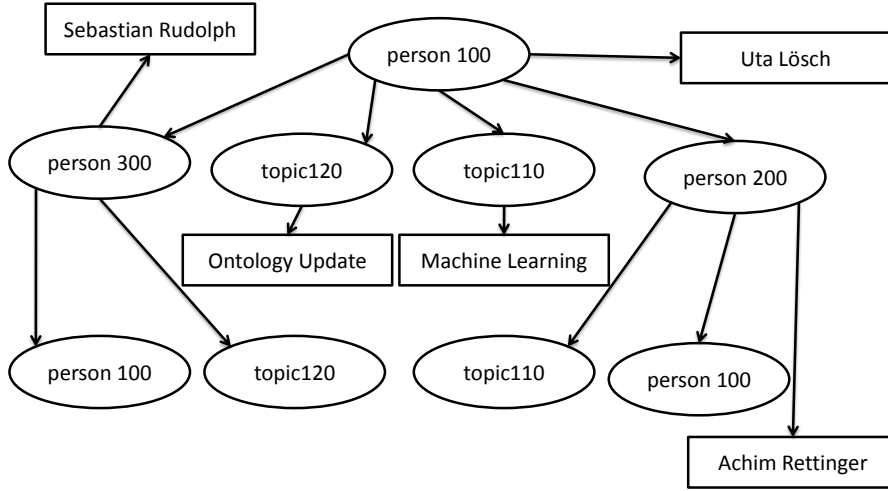 Sebastian Rudolph
person 100
Uta Lösch
person 300
topic120
topic110
person 200
Ontology Update
Machine Learning
person 100
topic120
topic110
person 100
Achim Rettinger